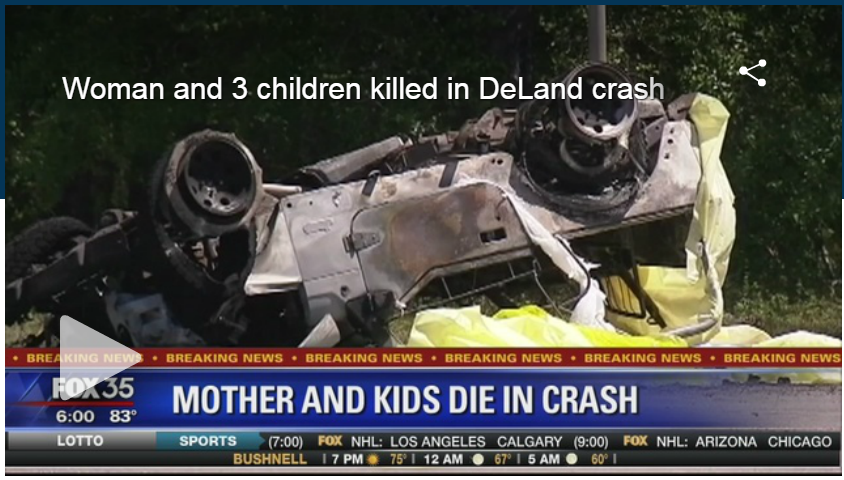 Woman and 3 children killed in DeLand crash
• BREAKING NEWS • BREAKING NEWS • BREAKING NEWS • BREAKING NEWS • BREAKING NEWS • BREAKING NEWS
FOX 35
6:00 83°
MOTHER AND KIDS DIE IN CRASH
LOTTO SPORTS (7:00) FOX NHL: LOS ANGELES CALGARY (9:00) FOX NHL: ARIZONA CHICAGO
BUSHNELL 7 PM 75° 12 AM 67° 5 AM 60°